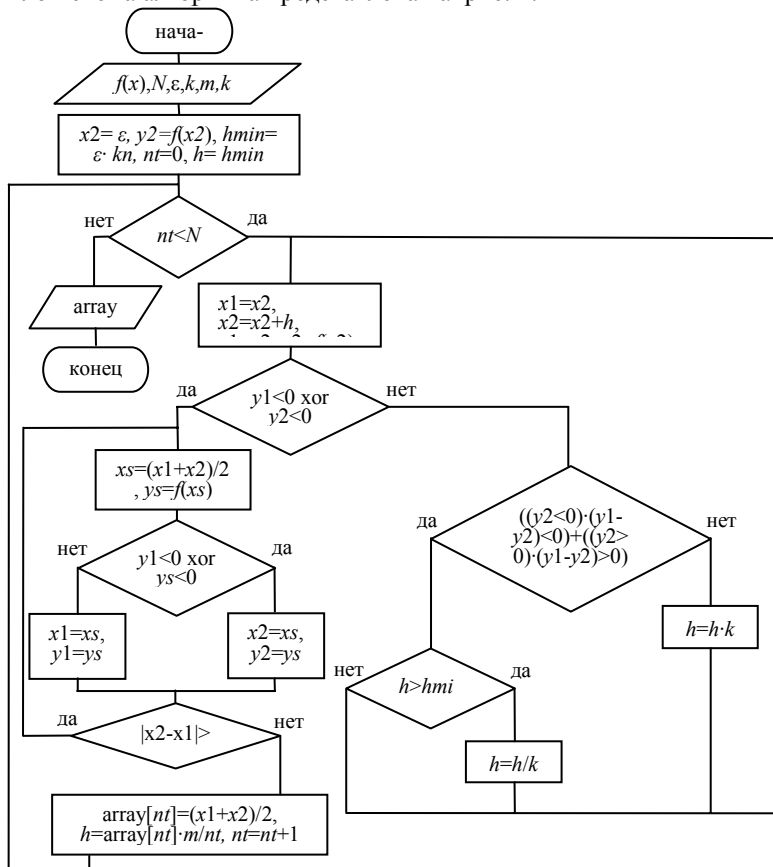 нача-
f(x),N,ε,k,m,k
x2= ε, y2=f(x2), hmin=
ε· kn, nt=0, h= hmin
нет
да
nt<N
array
конец
x1=x2,
x2=x2+h,
да
нет
y1<0 xor
y2<0
xs=(x1+x2)/2
, ys=f(xs)
нет
да
y1<0 xor
ys<0
x1=xs,
y1=ys
x2=xs,
y2=ys
да
нет
|x2-x1|>
array[nt]=(x1+x2)/2,
h=array[nt]·m/nt, nt=nt+1
да
нет
((y2<0)·(y1-
y2)<0)+((y2>
0)·(y1-y2)>0)
h=h·k
нет
да
h>hmi
h=h/k